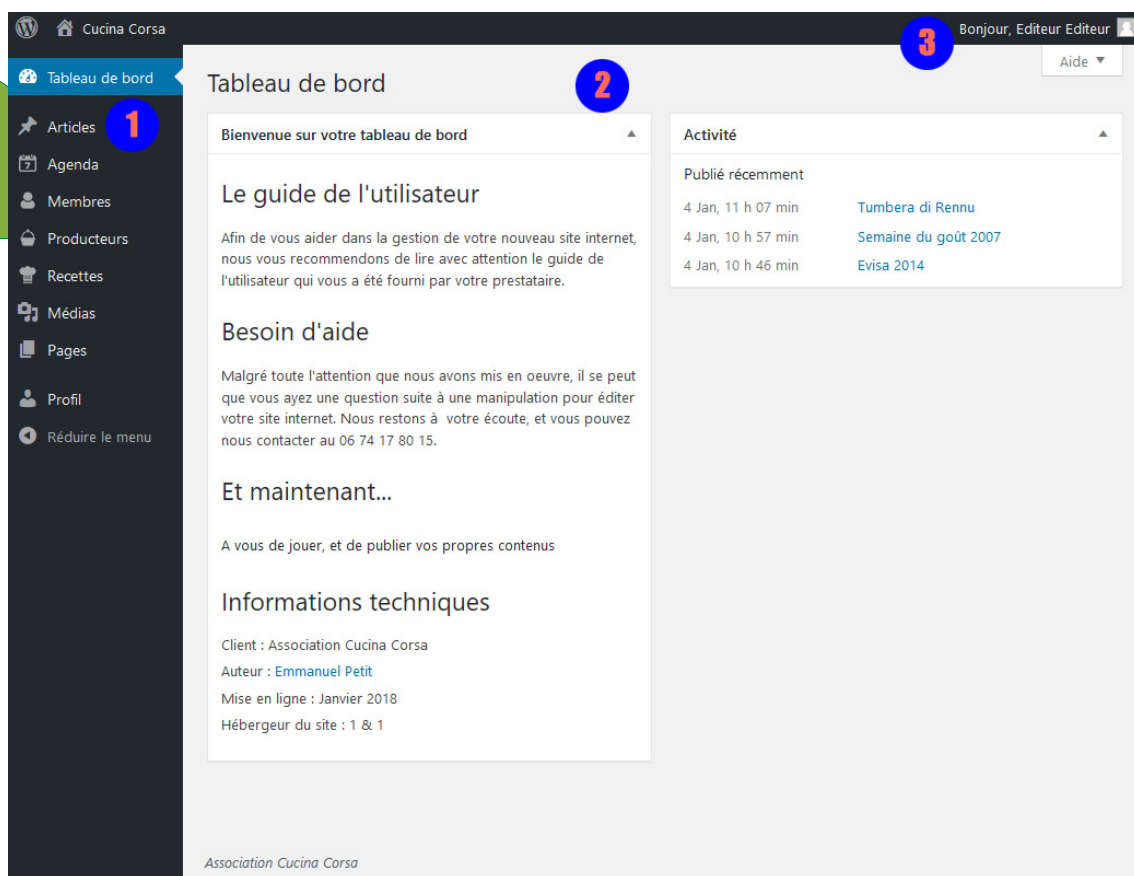 Cucina Corsa
3
Bonjour, Editeur Editeur
Aide
Tableau de bord
1
Articles
Agenda
7
Membres
Producteurs
Recettes
Médias
Pages
Profil
Réduire le menu
Tableau de bord
2
Bienvenue sur votre tableau de bord
Le guide de l'utilisateur
Afin de vous aider dans la gestion de votre nouveau site internet,
nous vous recommendons de lire avec attention le guide de
l'utilisateur qui vous a été fourni par votre prestataire.
Besoin d'aide
Malgré toute l'attention que nous avons mis en oeuvre, il se peut
que vous ayez une question suite à une manipulation pour éditer
votre site internet. Nous restons à votre écoute, et vous pouvez
nous contacter au 06 74 17 80 15.
Et maintenant...
A vous de jouer, et de publier vos propres contenus
Informations techniques
Client : Association Cucina Corsa
Auteur : Emmanuel Petit
Mise en ligne : Janvier 2018
Hébergeur du site : 1 & 1
Activité
Publié récemment
4 Jan, 11 h 07 min Tumbera di Rennu
4 Jan, 10 h 57 min Semaine du goût 2007
4 Jan, 10 h 46 min Evisa 2014
Association Cucina Corsa